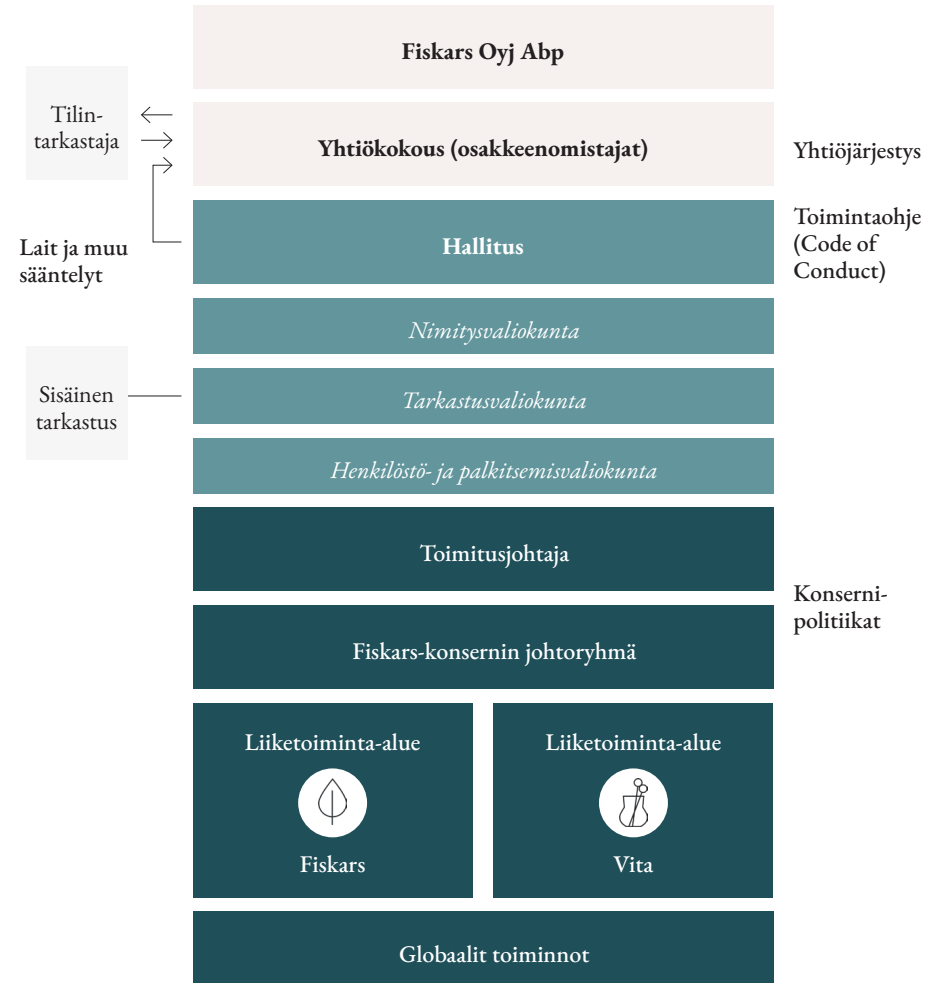 Fiskars Oyj Abp
Tilin-
tarkastaja
Yhtiökokous (osakkeenomistajat)
Yhtiöjärjestys
Lait ja muu
sääntelyt
Hallitus
Toimintaohje
(Code of
Conduct)
Nimitysvaliokunta
Sisäinen
tarkastus
Tarkastusvaliokunta
Henkilöstö- ja palkitsemisvaliokunta
Toimitusjohtaja
Konserni-
politiikat
Fiskars-konsernin johtoryhmä
Liiketoiminta-alue
Fiskars
Liiketoiminta-alue
Vita
Globaalit toiminnot